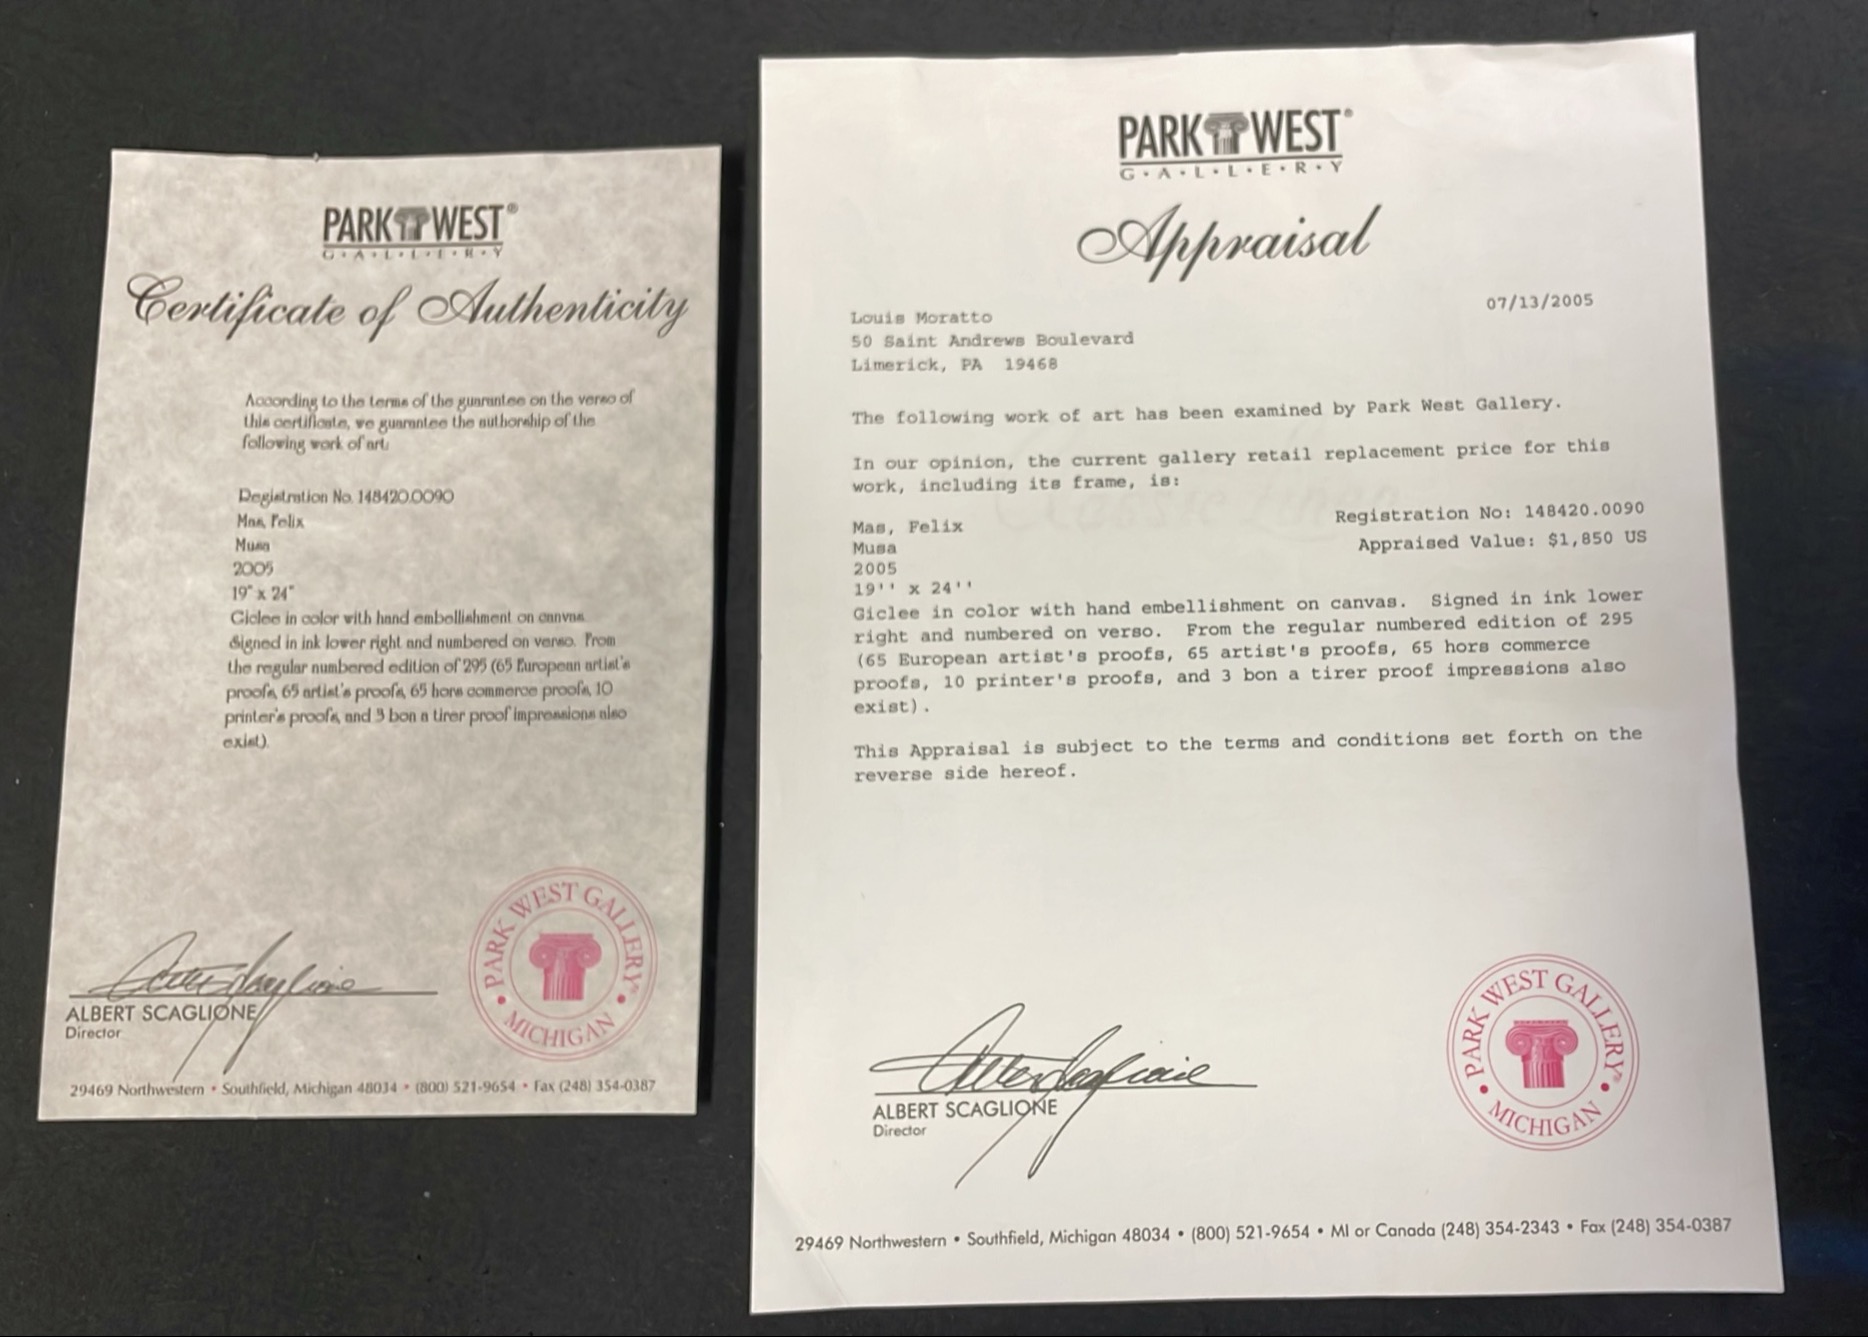 PARK WEST®
G•A•L•L•E•R•Y
Certificate of Authenticity
According to the terms of the guarantee on the verso of
this certificate, we guarantee the authorship of the
following work of art:
Registration No. 148420.0090
Mas, Felix
Musa
2005
19" x 24"
Giclee in color with hand embellishment on canvas.
Signed in ink lower right and numbered on verso. From
the regular numbered edition of 295 (65 European artist's
proofs, 65 artist's proofs, 65 hors commerce proofs, 10
printer's proofs, and 3 bon a tirer proof impressions also
exist).
PARK WEST GALLERY
• MICHIGAN •
ALBERT SCAGLIONE
Director
29469 Northwestern • Southfield, Michigan 48034 • (800) 521-9654 • Fax (248) 354-0387
PARK WEST®
G•A•L•L•E•R•Y
Appraisal
07/13/2005
Louis Moratto
50 Saint Andrews Boulevard
Limerick, PA 19468
The following work of art has been examined by Park West Gallery.
In our opinion, the current gallery retail replacement price for this
work, including its frame, is:
Mas, Felix
Registration No: 148420.0090
Musa
Appraised Value: $1,850 US
2005
19'' x 24''
Giclee in color with hand embellishment on canvas. Signed in ink lower
right and numbered on verso. From the regular numbered edition of 295
(65 European artist's proofs, 65 artist's proofs, 65 hors commerce
proofs, 10 printer's proofs, and 3 bon a tirer proof impressions also
exist).
This Appraisal is subject to the terms and conditions set forth on the
reverse side hereof.
PARK WEST GALLERY
• MICHIGAN •
ALBERT SCAGLIONE
Director
29469 Northwestern • Southfield, Michigan 48034 • (800) 521-9654 • MI or Canada (248) 354-2343 • Fax (248) 354-0387